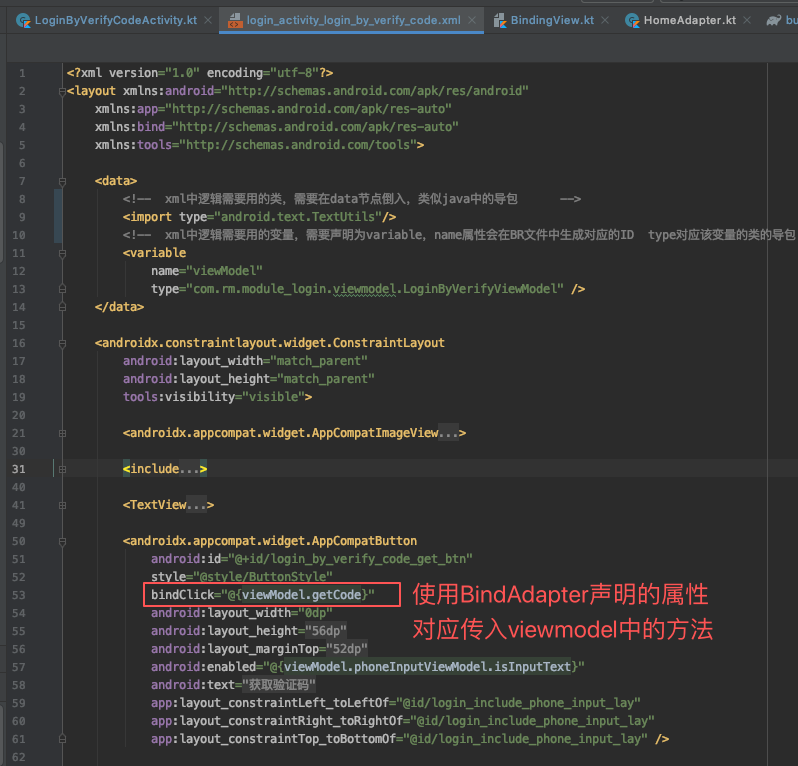 LoginByVerifyCodeActivity.kt × login_activity_login_by_verify_code.xml × BindingView.kt × HomeAdapter.kt × bu
1 <?xml version="1.0" encoding="utf-8"?>
2 <layout xmlns:android="http://schemas.android.com/apk/res/android"
3 xmlns:app="http://schemas.android.com/apk/res-auto"
4 xmlns:bind="http://schemas.android.com/apk/res-auto"
5 xmlns:tools="http://schemas.android.com/tools">
6
7 <data>
8 <!-- xml中逻辑需要用的类，需要在data节点倒入，类似java中的导包 -->
9 <import type="android.text.TextUtils"/>
10 <!-- xml中逻辑需要用的变量，需要声明为variable，name属性会在BR文件中生成对应的ID type对应该变量的类的导包
11 <variable
12 name="viewModel"
13 type="com.rm.module_login.viewmodel.LoginByVerifyViewModel" />
14 </data>
15
16 <androidx.constraintlayout.widget.ConstraintLayout
17 android:layout_width="match_parent"
18 android:layout_height="match_parent"
19 tools:visibility="visible">
20
21 <androidx.appcompat.widget.AppCompatImageView...>
30
31 <include...>
40
41 <TextView...>
49
50 <androidx.appcompat.widget.AppCompatButton
51 android:id="@+id/login_by_verify_code_get_btn"
52 style="@style/ButtonStyle"
53 bindClick="@{viewModel.getCode}"
使用BindAdapter声明的属性
54 android:layout_width="0dp"
对应传入viewmodel中的方法
55 android:layout_height="56dp"
56 android:layout_marginTop="52dp"
57 android:enabled="@{viewModel.phoneInputViewModel.isInputText}"
58 android:text="获取验证码"
59 app:layout_constraintLeft_toLeftOf="@id/login_include_phone_input_lay"
60 app:layout_constraintRight_toRightOf="@id/login_include_phone_input_lay"
61 app:layout_constraintTop_toBottomOf="@id/login_include_phone_input_lay" />
62